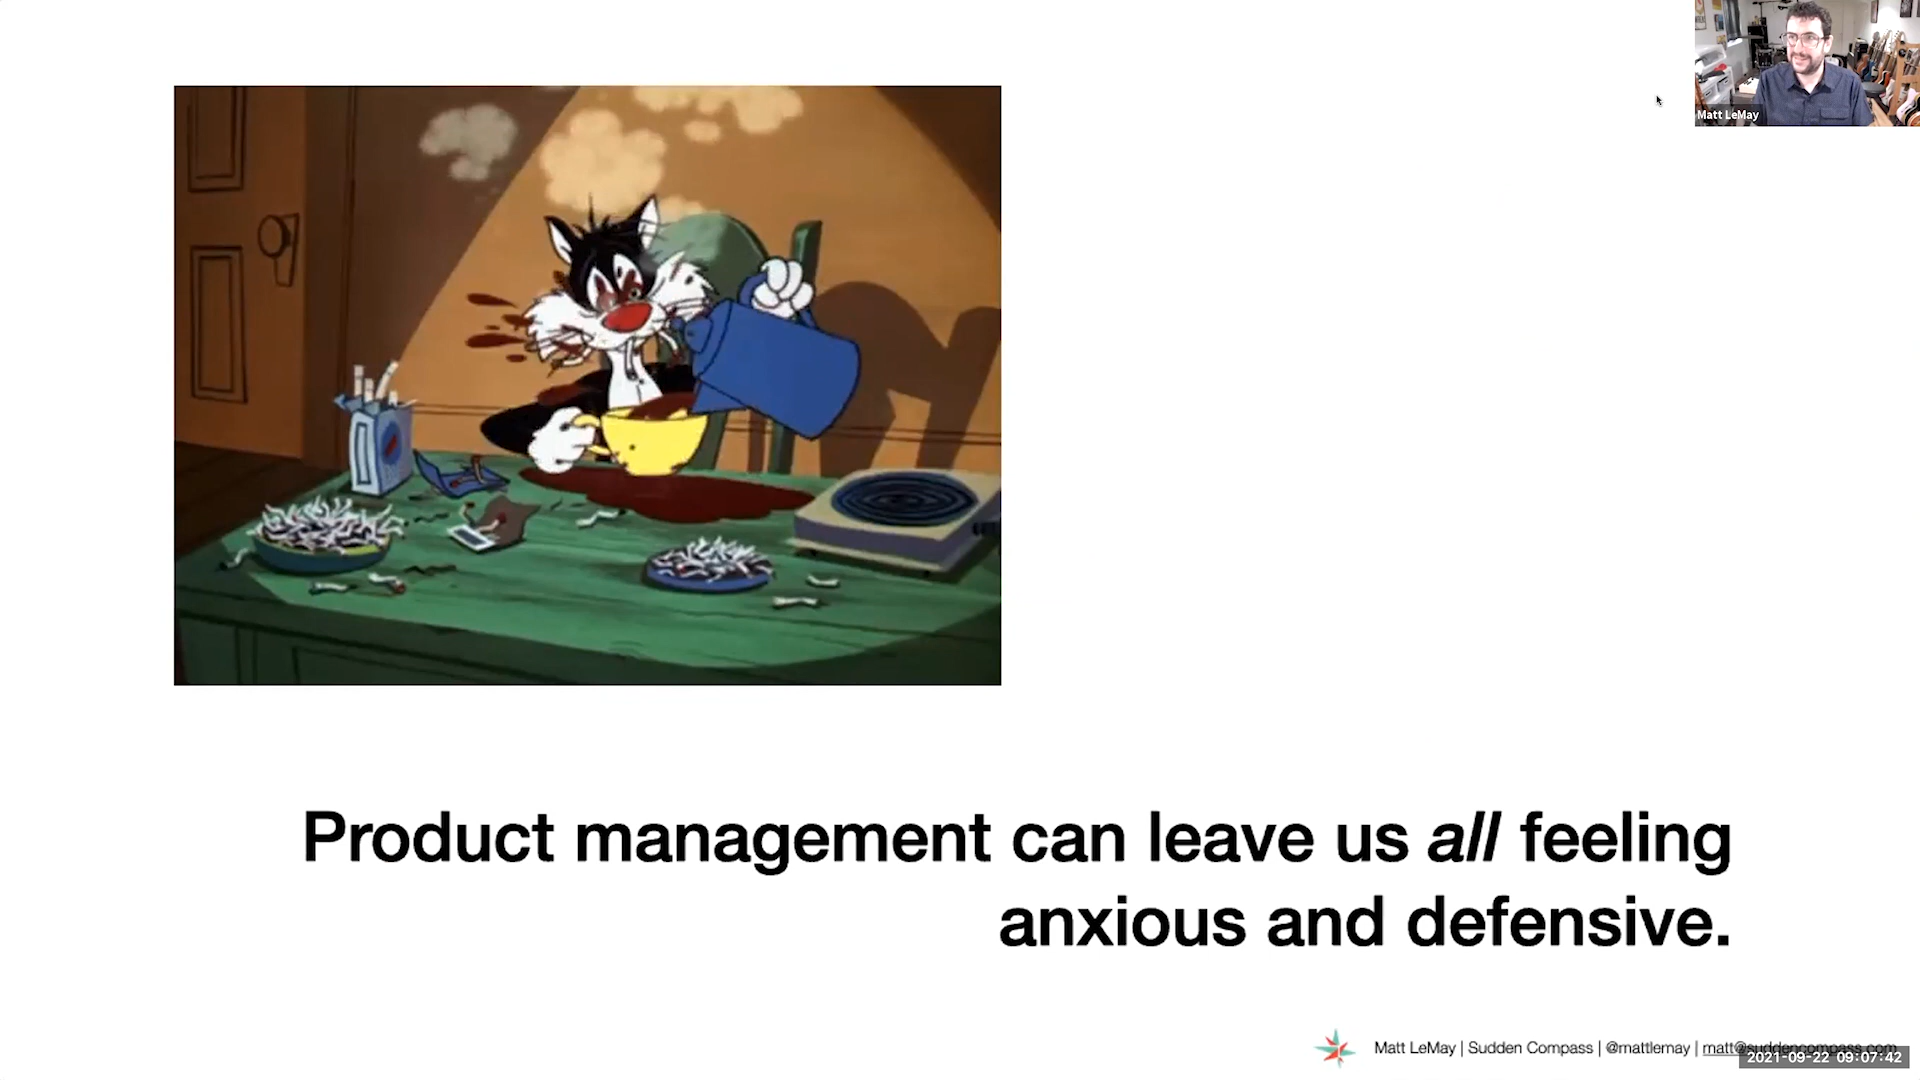 Matt LeMay
Product management can leave us all feeling
anxious and defensive.
Matt LeMay | Sudden Compass | @mattlemay | matt@suddencompass.com
2021-09-22 09:07:42